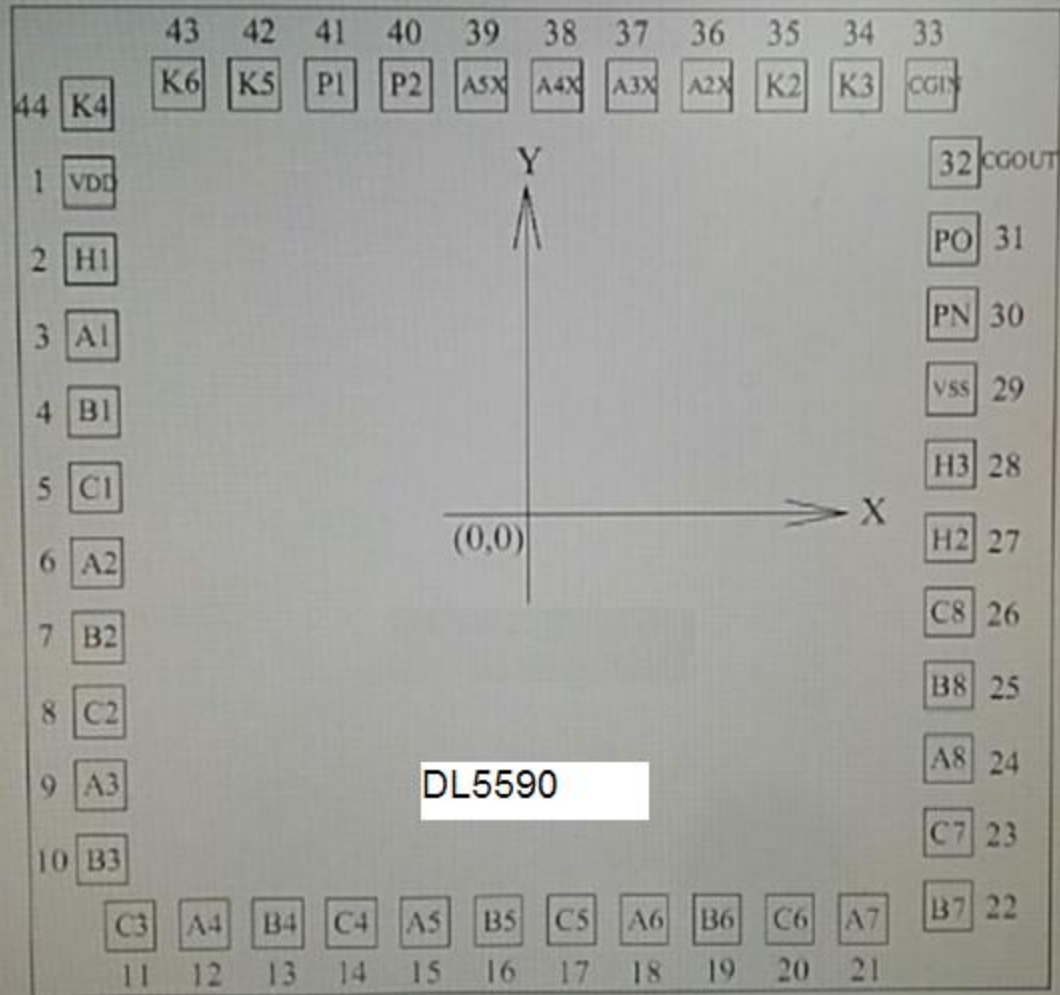 43 42 41 40 39 38 37 36 35 34 33
K6 K5 P1 P2 A5X A4X A3X A2X K2 K3 CGIN
44 K4
32 CGOUT
1 VDD
Y
PO 31
2 H1
PN 30
3 A1
VSS 29
4 B1
H3 28
5 C1
X
(0,0)
H2 27
6 A2
C8 26
7 B2
B8 25
8 C2
A8 24
9 A3
DL5590
C7 23
10 B3
B7 22
C3 A4 B4 C4 A5 B5 C5 A6 B6 C6 A7
11 12 13 14 15 16 17 18 19 20 21